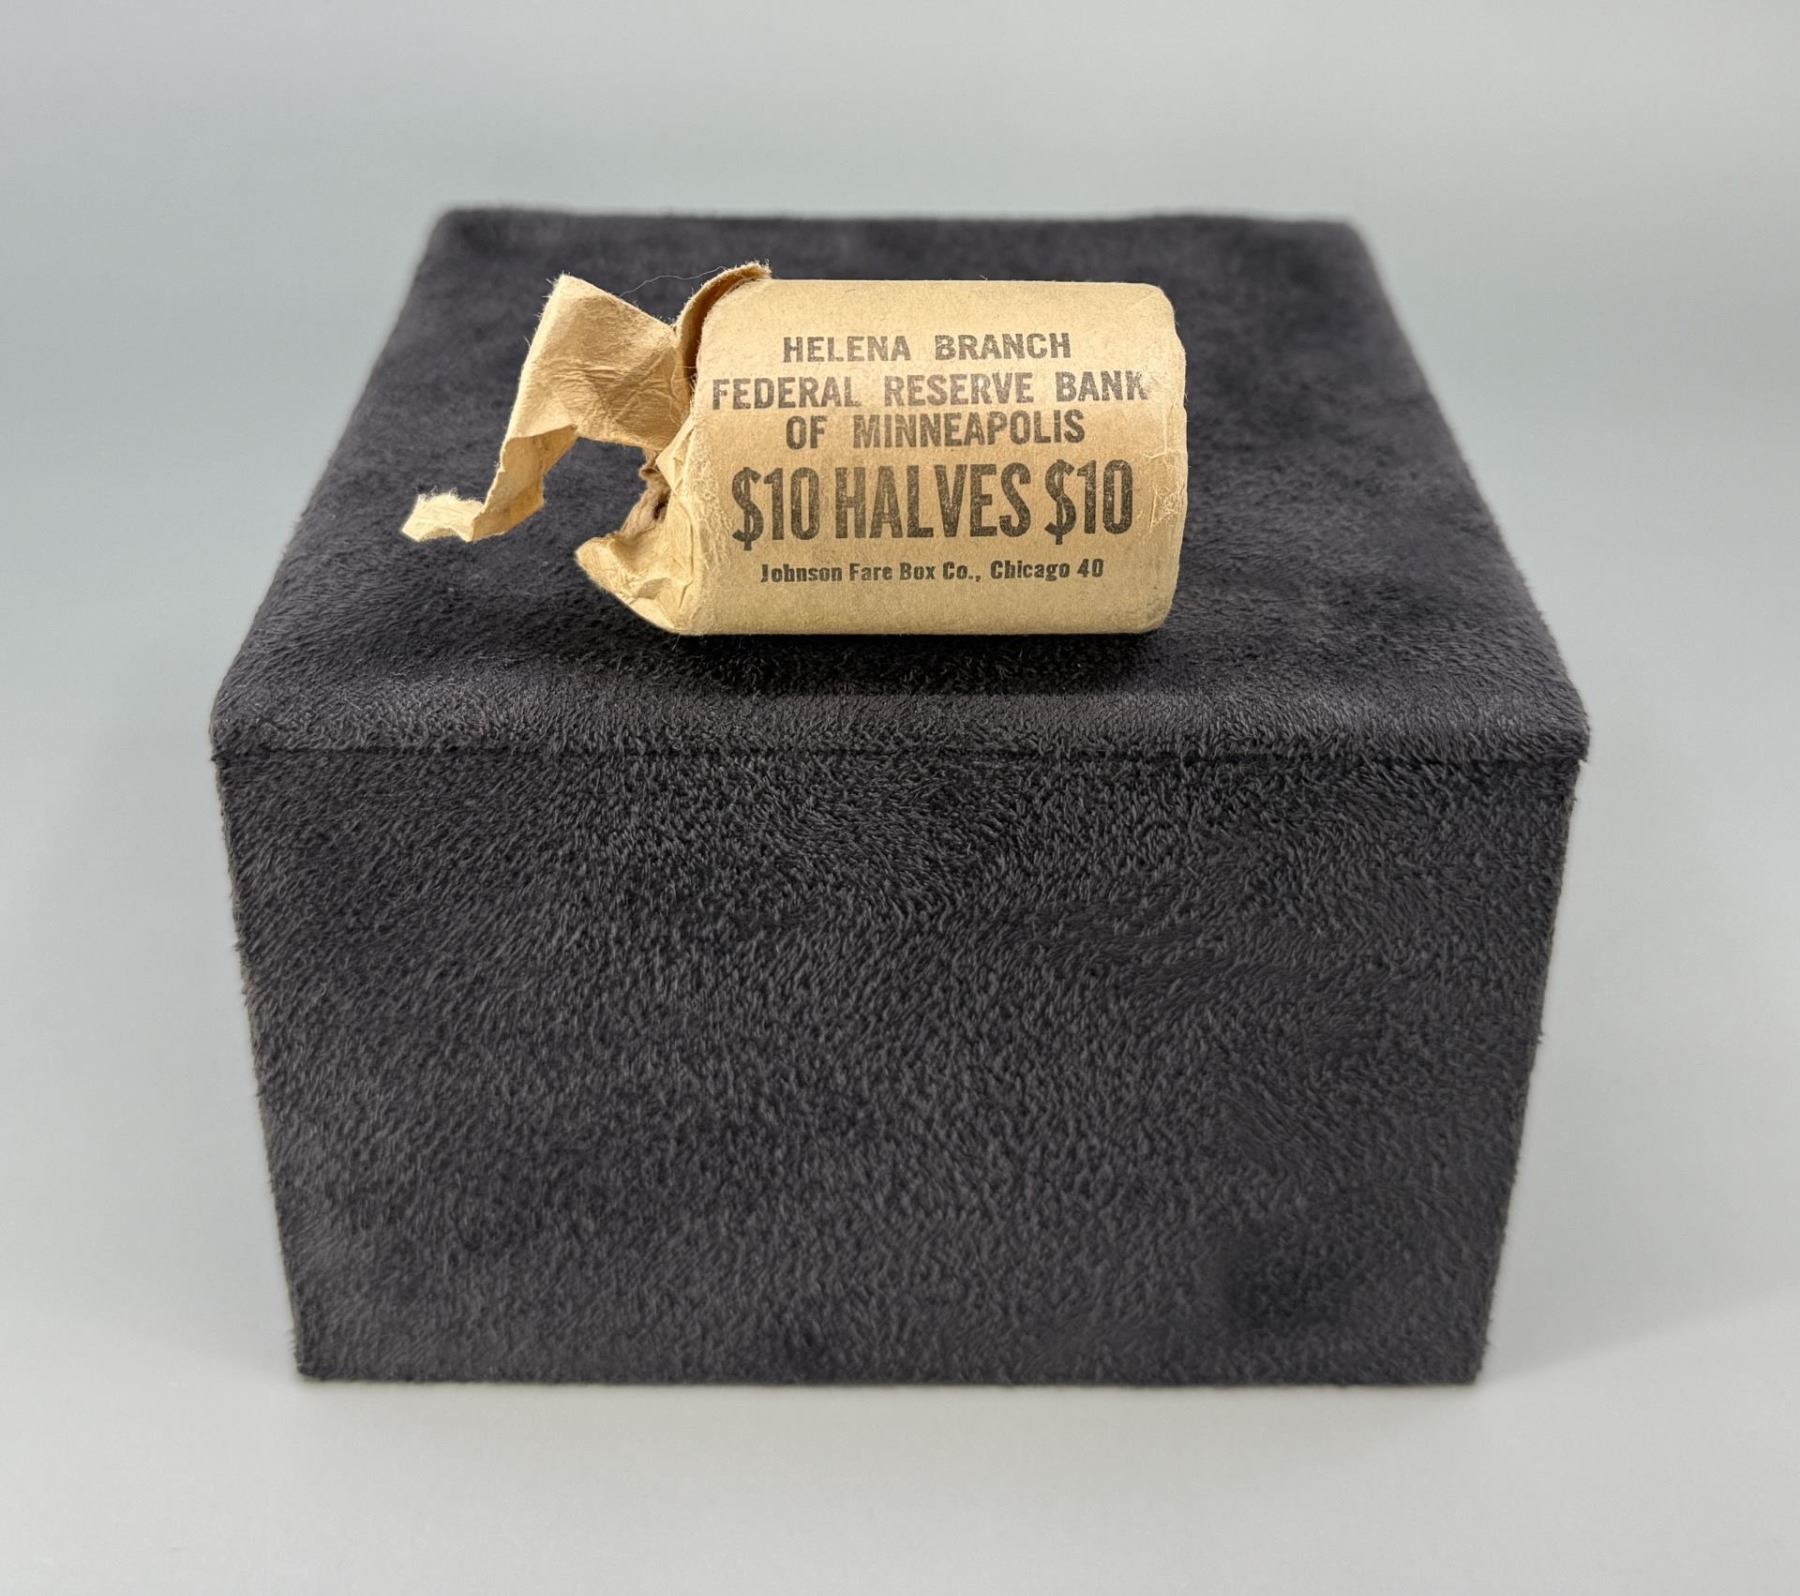 HELENA BRANCH
FEDERAL RESERVE BANK
OF MINNEAPOLIS
$10 HALVES $10
Johnson Fare Box Co., Chicago 40